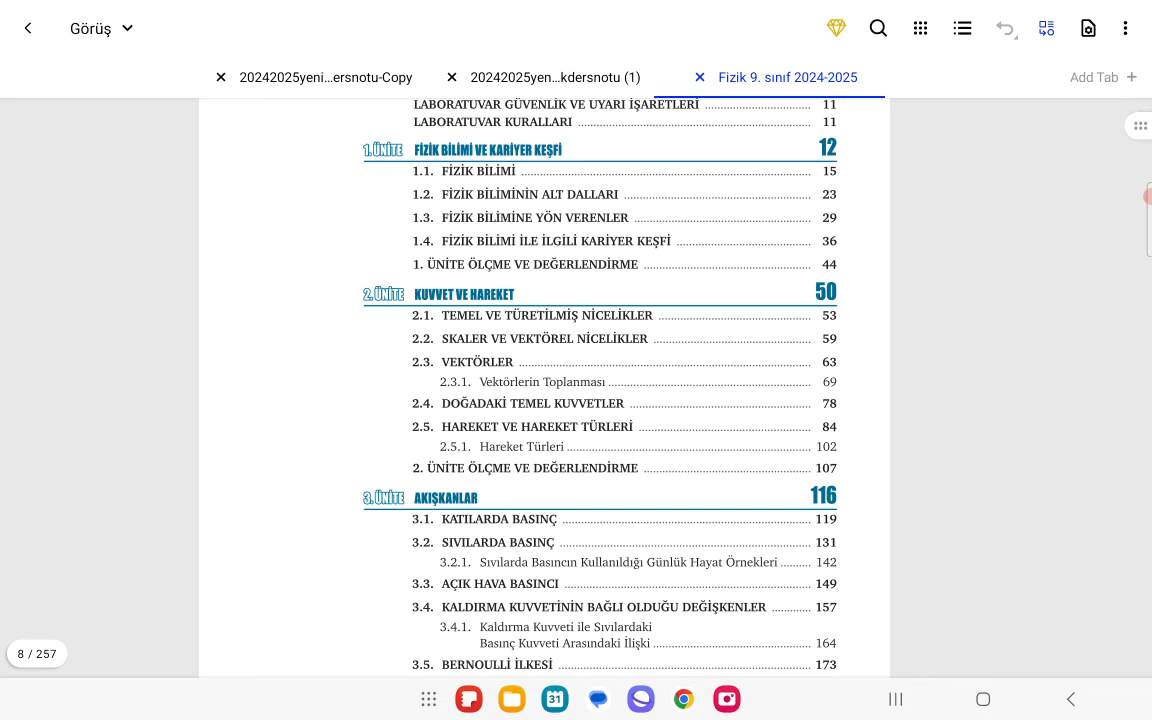 Görüş
20242025yeni...ersnotu-Copy
20242025yen...kdersnotu (1)
Fizik 9. sınıf 2024-2025
Add Tab +
LABORATUVAR GÜVENLİK VE UYARI İŞARETLERİ 11
LABORATUVAR KURALLARI 11
1.ÜNİTE FİZİK BİLİMİ VE KARİYER KEŞFİ 12
1.1. FİZİK BİLİMİ 15
1.2. FİZİK BİLİMİNİN ALT DALLARI 23
1.3. FİZİK BİLİMİNE YÖN VERENLER 29
1.4. FİZİK BİLİMİ İLE İLGİLİ KARİYER KEŞFİ 36
1. ÜNİTE ÖLÇME VE DEĞERLENDİRME 44
2.ÜNİTE KUVVET VE HAREKET 50
2.1. TEMEL VE TÜRETİLMİŞ NİCELİKLER 53
2.2. SKALER VE VEKTÖREL NİCELİKLER 59
2.3. VEKTÖRLER 63
2.3.1. Vektörlerin Toplanması 69
2.4. DOĞADAKİ TEMEL KUVVETLER 78
2.5. HAREKET VE HAREKET TÜRLERİ 84
2.5.1. Hareket Türleri 102
2. ÜNİTE ÖLÇME VE DEĞERLENDİRME 107
3.ÜNİTE AKIŞKANLAR 116
3.1. KATILARDA BASINÇ 119
3.2. SIVILARDA BASINÇ 131
3.2.1. Sıvılarda Basıncın Kullanıldığı Günlük Hayat Örnekleri 142
3.3. AÇIK HAVA BASINCI 149
3.4. KALDIRMA KUVVETİNİN BAĞLI OLDUĞU DEĞİŞKENLER 157
3.4.1. Kaldırma Kuvveti ile Sıvılardaki
Basınç Kuvveti Arasındaki İlişki 164
3.5. BERNOULLİ İLKESİ 173
8 / 257
31